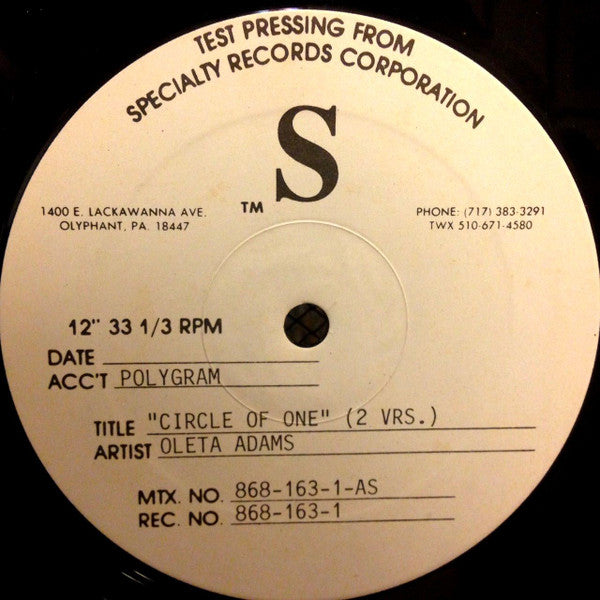 TEST PRESSING FROM
SPECIALTY RECORDS CORPORATION
S
TM
1400 E. LACKAWANNA AVE.
OLYPHANT, PA. 18447
PHONE: (717) 383-3291
TWX 510-671-4580
12" 33 1/3 RPM
DATE
ACC'T POLYGRAM
TITLE "CIRCLE OF ONE" (2 VRS.)
ARTIST OLETA ADAMS
MTX. NO. 868-163-1-AS
REC. NO. 868-163-1